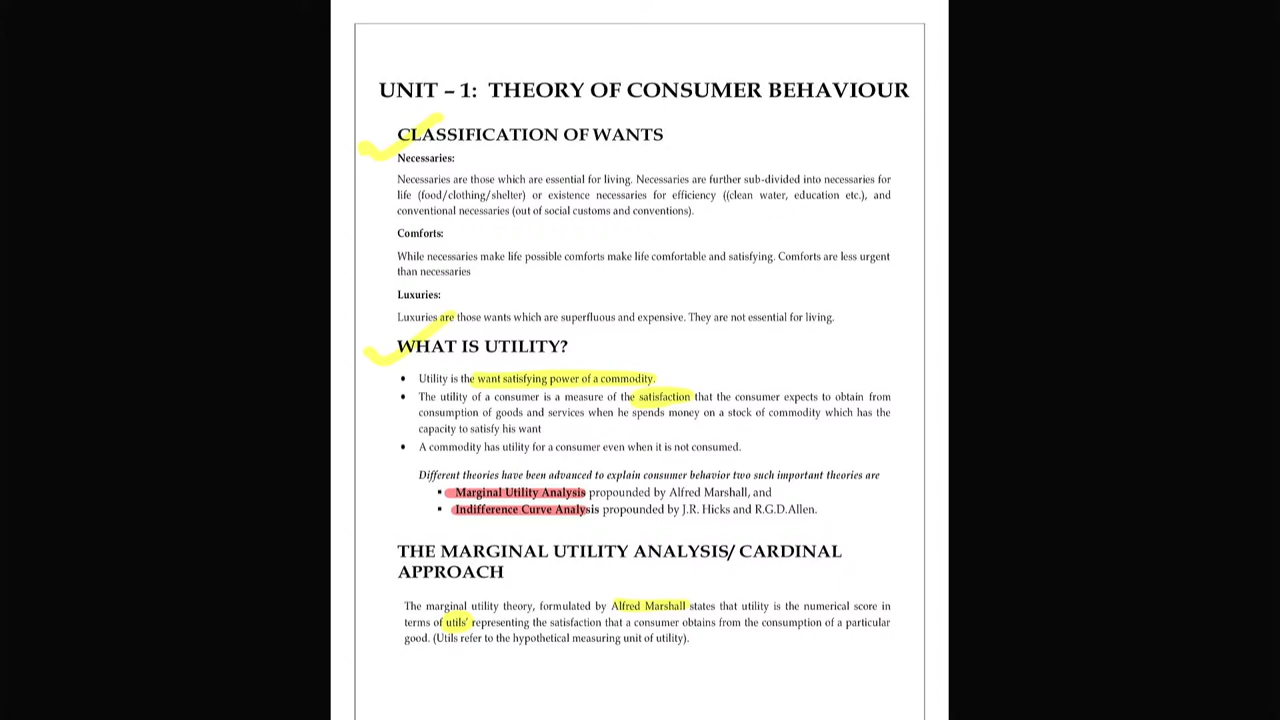 UNIT – 1: THEORY OF CONSUMER BEHAVIOUR
CLASSIFICATION OF WANTS
Necessaries:
Necessaries are those which are essential for living. Necessaries are further sub-divided into necessaries for
life (food/clothing/shelter) or existence necessaries for efficiency ((clean water, education etc.), and
conventional necessaries (out of social customs and conventions).
Comforts:
While necessaries make life possible comforts make life comfortable and satisfying. Comforts are less urgent
than necessaries
Luxuries:
Luxuries are those wants which are superfluous and expensive. They are not essential for living.
WHAT IS UTILITY?
• Utility is the want satisfying power of a commodity.
• The utility of a consumer is a measure of the satisfaction that the consumer expects to obtain from
consumption of goods and services when he spends money on a stock of commodity which has the
capacity to satisfy his want
• A commodity has utility for a consumer even when it is not consumed.
Different theories have been advanced to explain consumer behavior two such important theories are
▪ Marginal Utility Analysis propounded by Alfred Marshall, and
▪ Indifference Curve Analysis propounded by J.R. Hicks and R.G.D.Allen.
THE MARGINAL UTILITY ANALYSIS/ CARDINAL
APPROACH
The marginal utility theory, formulated by Alfred Marshall states that utility is the numerical score in
terms of utils’ representing the satisfaction that a consumer obtains from the consumption of a particular
good. (Utils refer to the hypothetical measuring unit of utility).